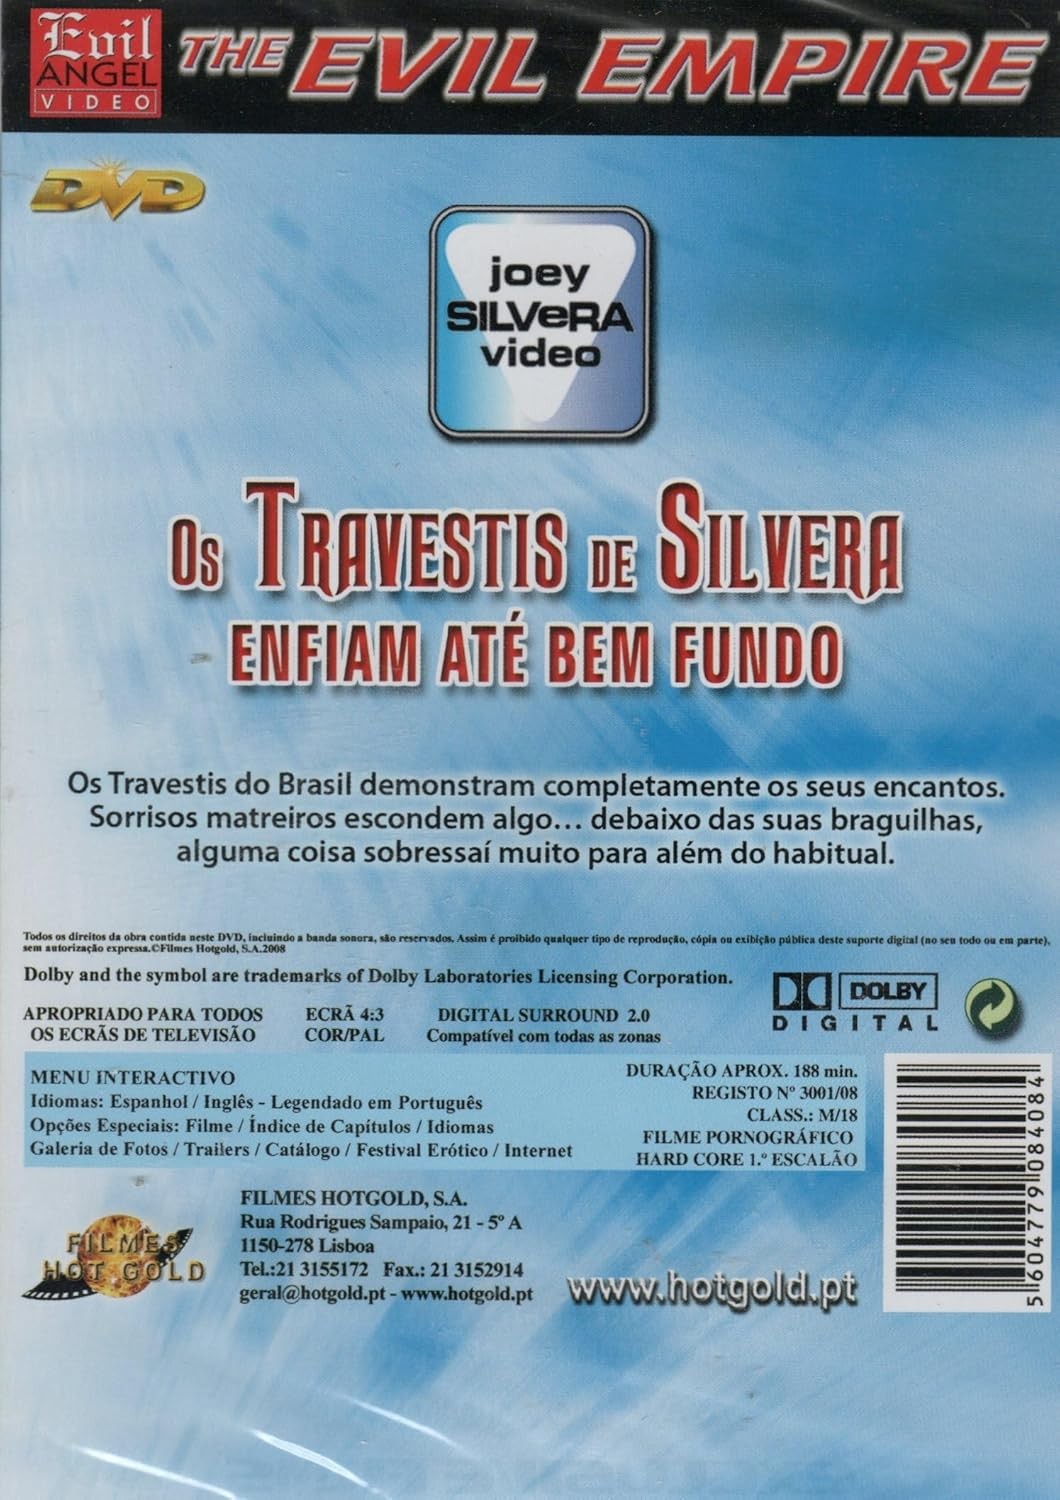 Evil
ANGEL
VIDEO
THE EVIL EMPIRE
DVD
joey
SILVeRA
video
Os TRAVESTIS DE SILVERA
ENFIAM ATÉ BEM FUNDO
Os Travestis do Brasil demonstram completamente os seus encantos.
Sorrisos matreiros escondem algo... debaixo das suas braguilhas,
alguma coisa sobressaí muito para além do habitual.
Todos os direitos da obra contida neste DVD, incluindo a banda sonora, são reservados. Assim é proibido qualquer tipo de reprodução, cópia ou exibição pública deste suporte digital (no seu todo ou em parte),
sem autorização expressa.©Filmes Hotgold, S.A.2008
Dolby and the symbol are trademarks of Dolby Laboratories Licensing Corporation.
DOLBY
DIGITAL
APROPRIADO PARA TODOS
OS ECRÃS DE TELEVISÃO
ECRÃ 4:3
COR/PAL
DIGITAL SURROUND 2.0
Compatível com todas as zonas
MENU INTERACTIVO
Idiomas: Espanhol / Inglês - Legendado em Português
Opções Especiais: Filme / Índice de Capítulos / Idiomas
Galeria de Fotos / Trailers / Catálogo / Festival Erótico / Internet
DURAÇÃO APROX. 188 min.
REGISTO Nº 3001/08
CLASS.: M/18
FILME PORNOGRÁFICO
HARD CORE 1.º ESCALÃO
5604779084084
FILMES
HOT GOLD
FILMES HOTGOLD, S.A.
Rua Rodrigues Sampaio, 21 - 5º A
1150-278 Lisboa
Tel.:21 3155172 Fax.: 21 3152914
geral@hotgold.pt - www.hotgold.pt
www.hotgold.pt